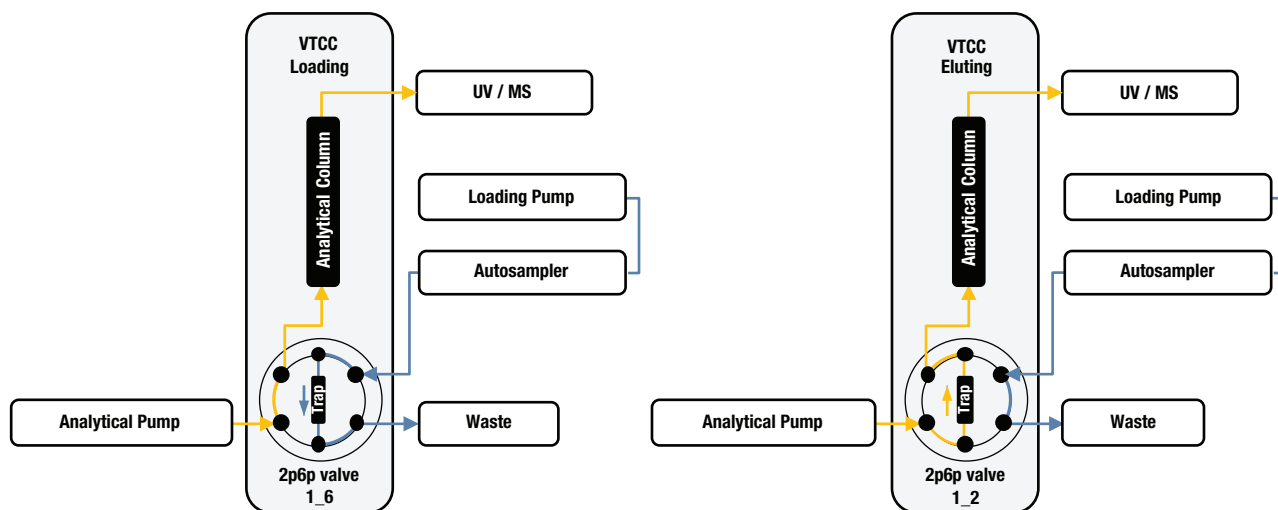 VTCC
Loading
UV / MS
Analytical Column
Loading Pump
Autosampler
Trap
Analytical Pump
Waste
2p6p valve
1_6
VTCC
Eluting
UV / MS
Analytical Column
Loading Pump
Autosampler
Trap
Analytical Pump
Waste
2p6p valve
1_2